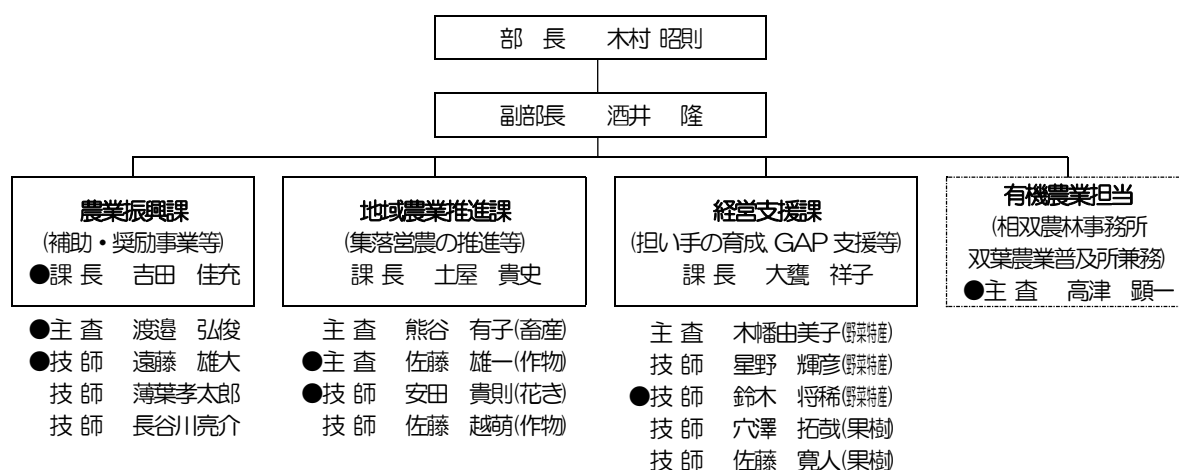 部 長 木村 昭則
副部長 酒井 隆
農業振興課
(補助・奨励事業等)
●課 長 吉田 佳充
●主 査 渡邉 弘俊
●技 師 遠藤 雄大
技 師 薄葉孝太郎
技 師 長谷川亮介
地域農業推進課
(集落営農の推進等)
課 長 土屋 貴史
主 査 熊谷 有子(畜産)
●主 査 佐藤 雄一(作物)
●技 師 安田 貴則(花き)
技 師 佐藤 越萌(作物)
経営支援課
(担い手の育成、GAP 支援等)
課 長 大甕 祥子
主 査 木幡由美子(野菜特産)
技 師 星野 輝彦(野菜特産)
●技 師 鈴木 将稀(野菜特産)
技 師 穴澤 拓哉(果樹)
技 師 佐藤 寛人(果樹)
有機農業担当
(相双農林事務所
双葉農業普及所兼務)
●主 査 高津 顕一